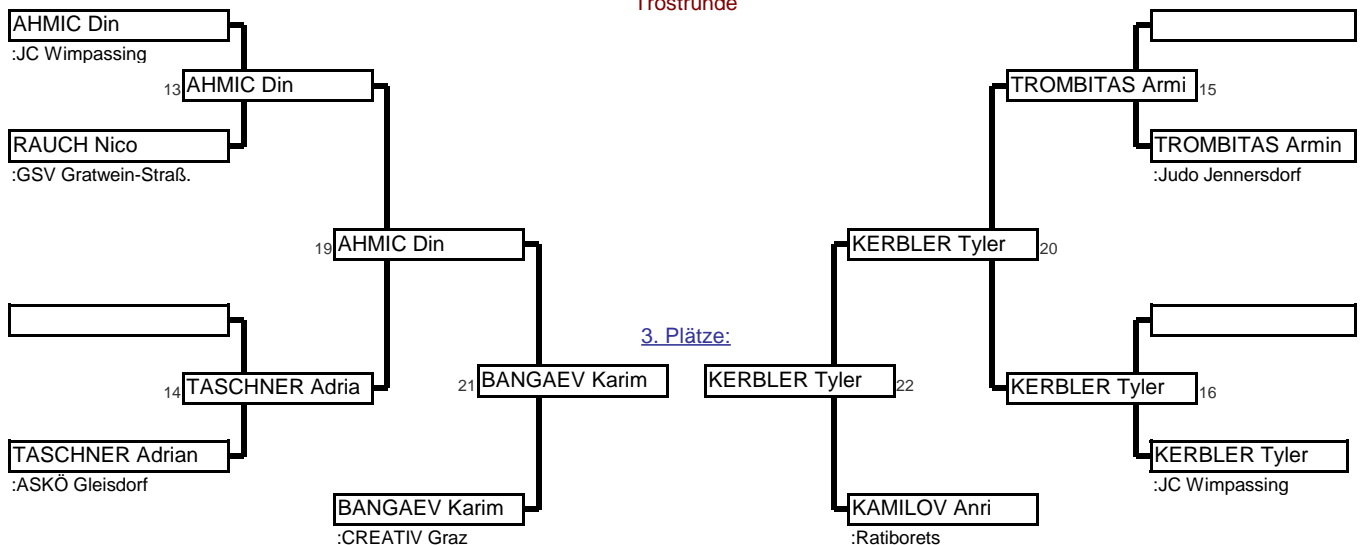 Trostrunde
AHMIC Din
:JC Wimpassing
13 AHMIC Din
TROMBITAS Armi 15
RAUCH Nico
:GSV Gratwein-Straß.
TROMBITAS Armin
:Judo Jennersdorf
19 AHMIC Din
KERBLER Tyler 20
3. Plätze:
14 TASCHNER Adria
21 BANGAEV Karim
KERBLER Tyler 22
KERBLER Tyler 16
TASCHNER Adrian
:ASKÖ Gleisdorf
KERBLER Tyler
:JC Wimpassing
BANGAEV Karim
:CREATIV Graz
KAMILOV Anri
:Ratiborets